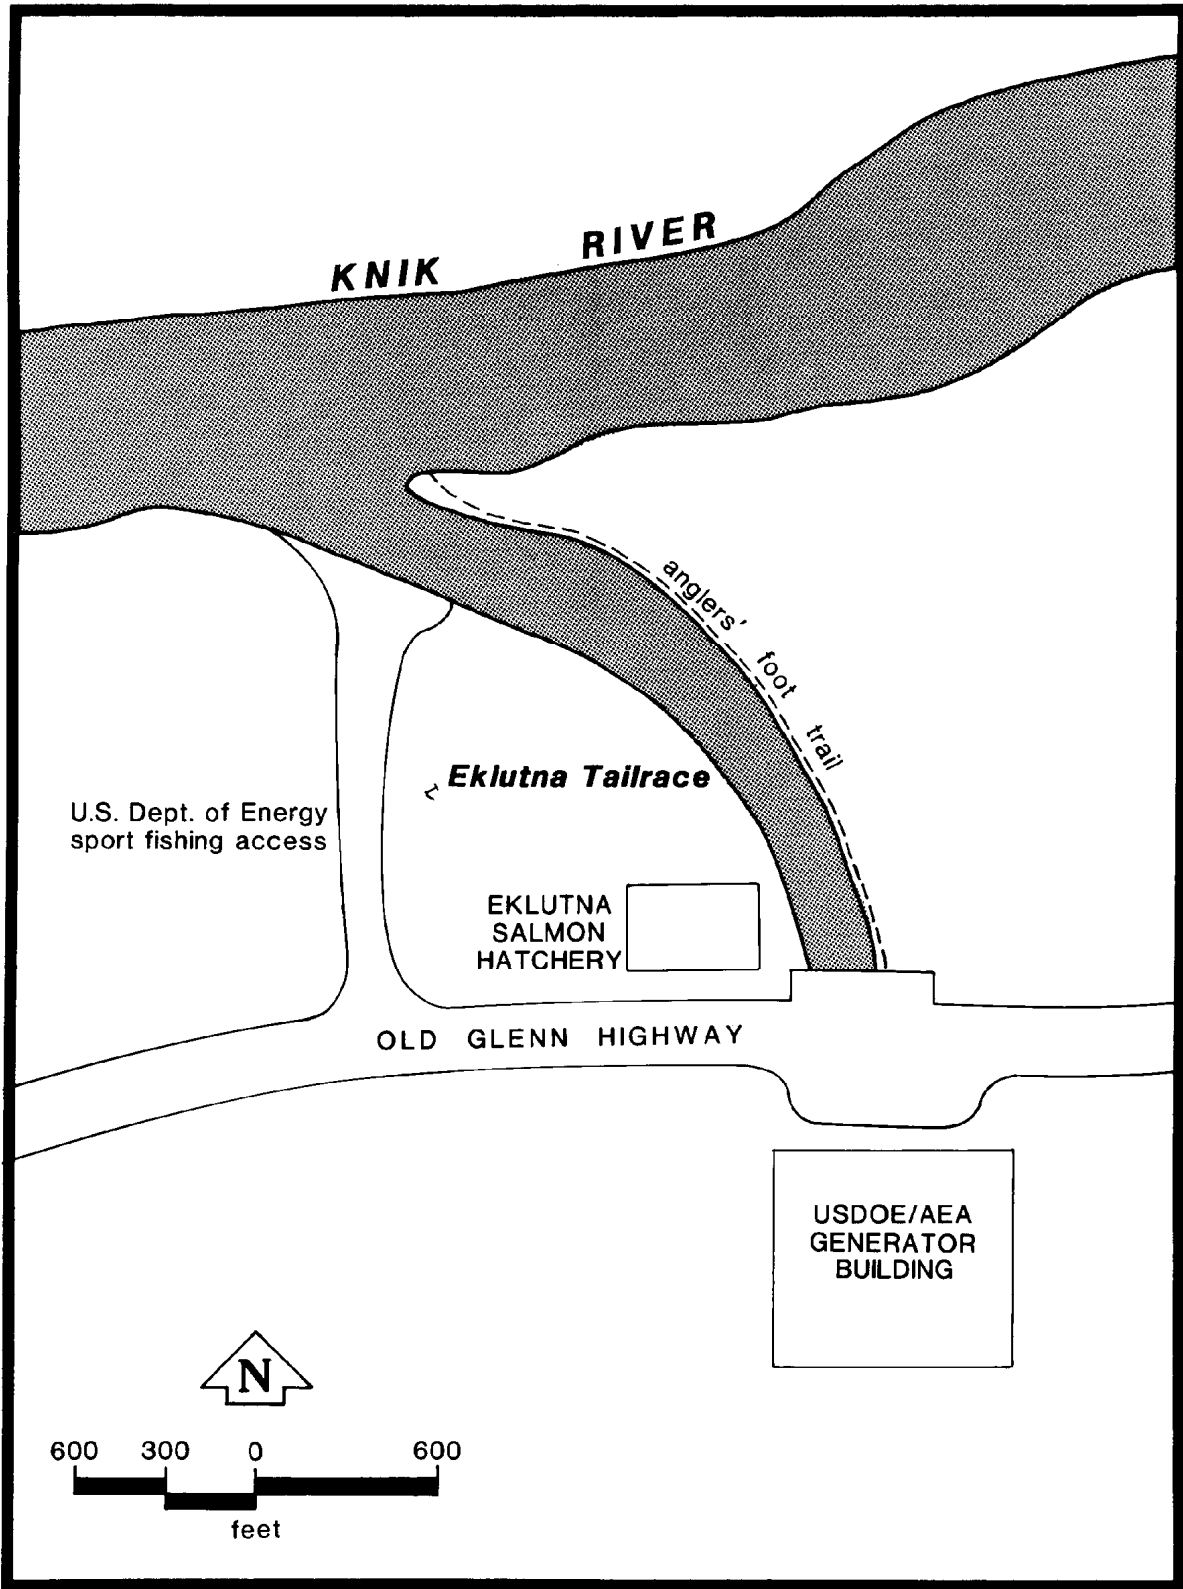 KNIK RIVER
anglers' foot trail
Eklutna Tailrace
U.S. Dept. of Energy
sport fishing access
EKLUTNA
SALMON
HATCHERY
OLD GLENN HIGHWAY
USDOE/AEA
GENERATOR
BUILDING
N
600 300 0 600
feet